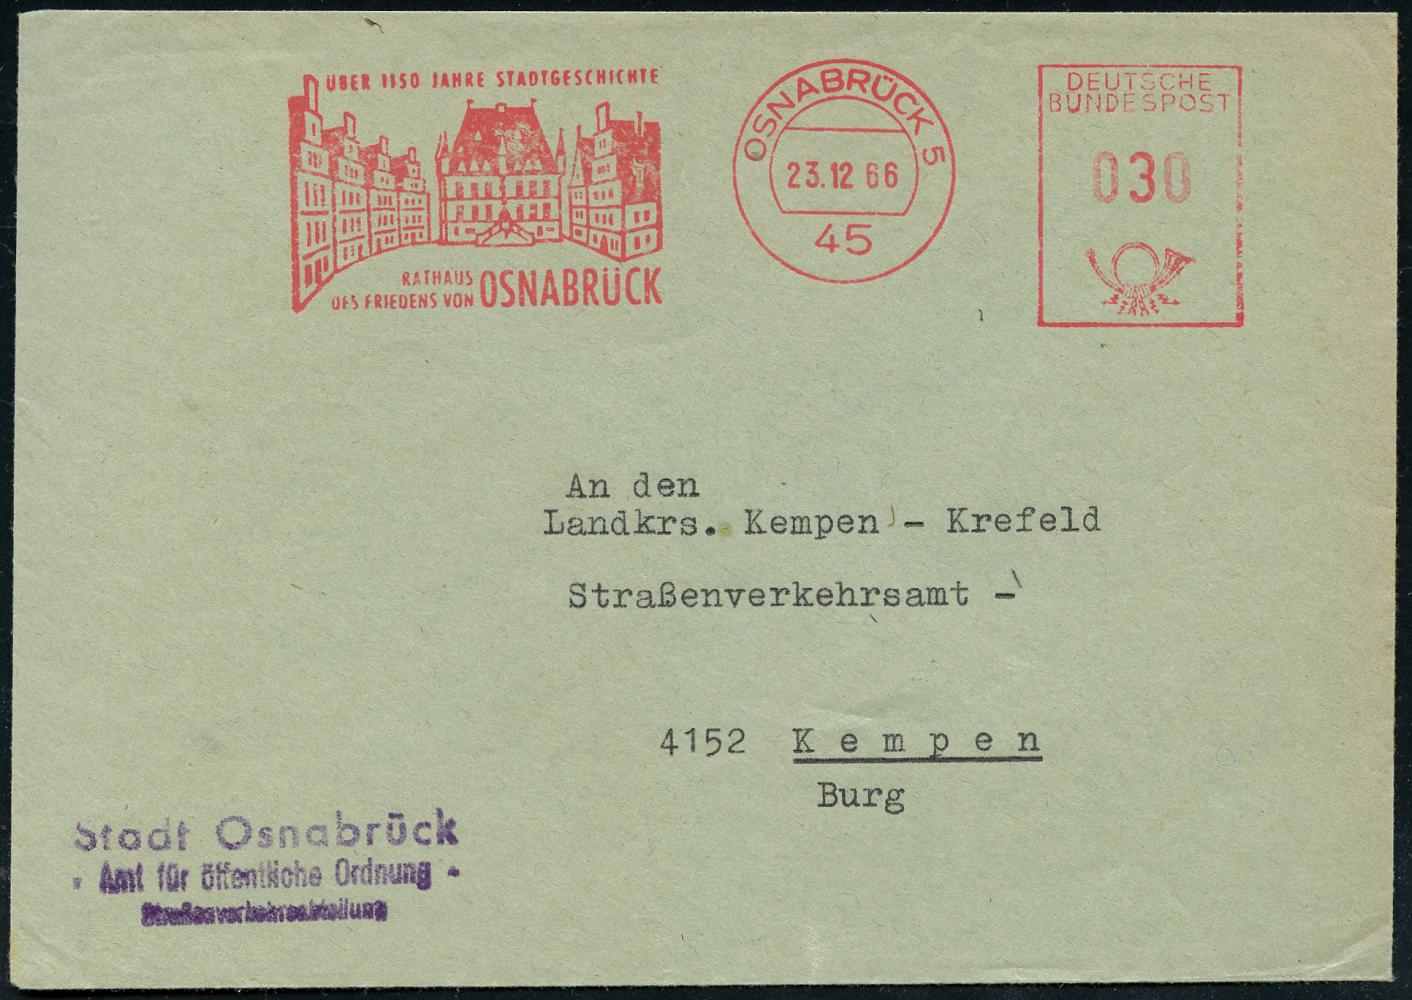 ÜBER 1150 JAHRE STADTGESCHICHTE
RATHAUS
DES FRIEDENS VON OSNABRÜCK
OSNABRÜCK 5
23.12 66
45
DEUTSCHE
BUNDESPOST
030
An den
Landkrs. Kempen - Krefeld
Straßenverkehrsamt -
4152 Kempen
Burg
Stadt Osnabrück
- Amt für öffentliche Ordnung -
Straßenverkehrsabteilung